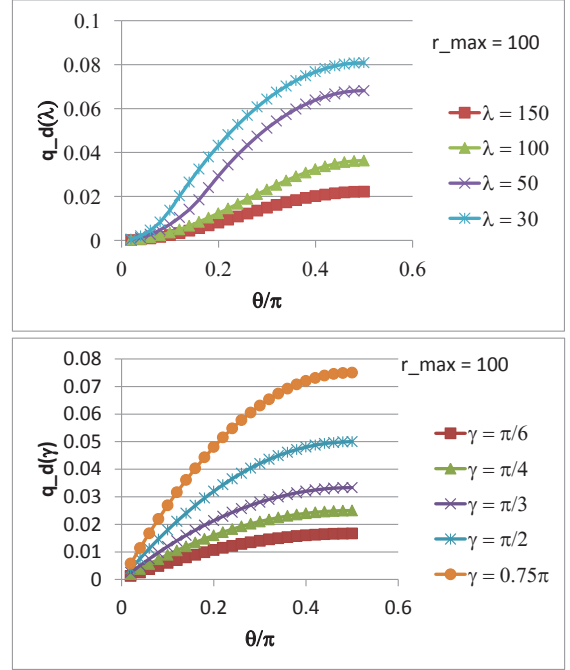 r_max = 100
q_d(λ)
0.1
0.08
0.06
0.04
0.02
0
0 0.2 0.4 0.6
θ/π
λ = 150
λ = 100
λ = 50
λ = 30
r_max = 100
q_d(γ)
0.08
0.07
0.06
0.05
0.04
0.03
0.02
0.01
0
0 0.2 0.4 0.6
θ/π
γ = π/6
γ = π/4
γ = π/3
γ = π/2
γ = 0.75π